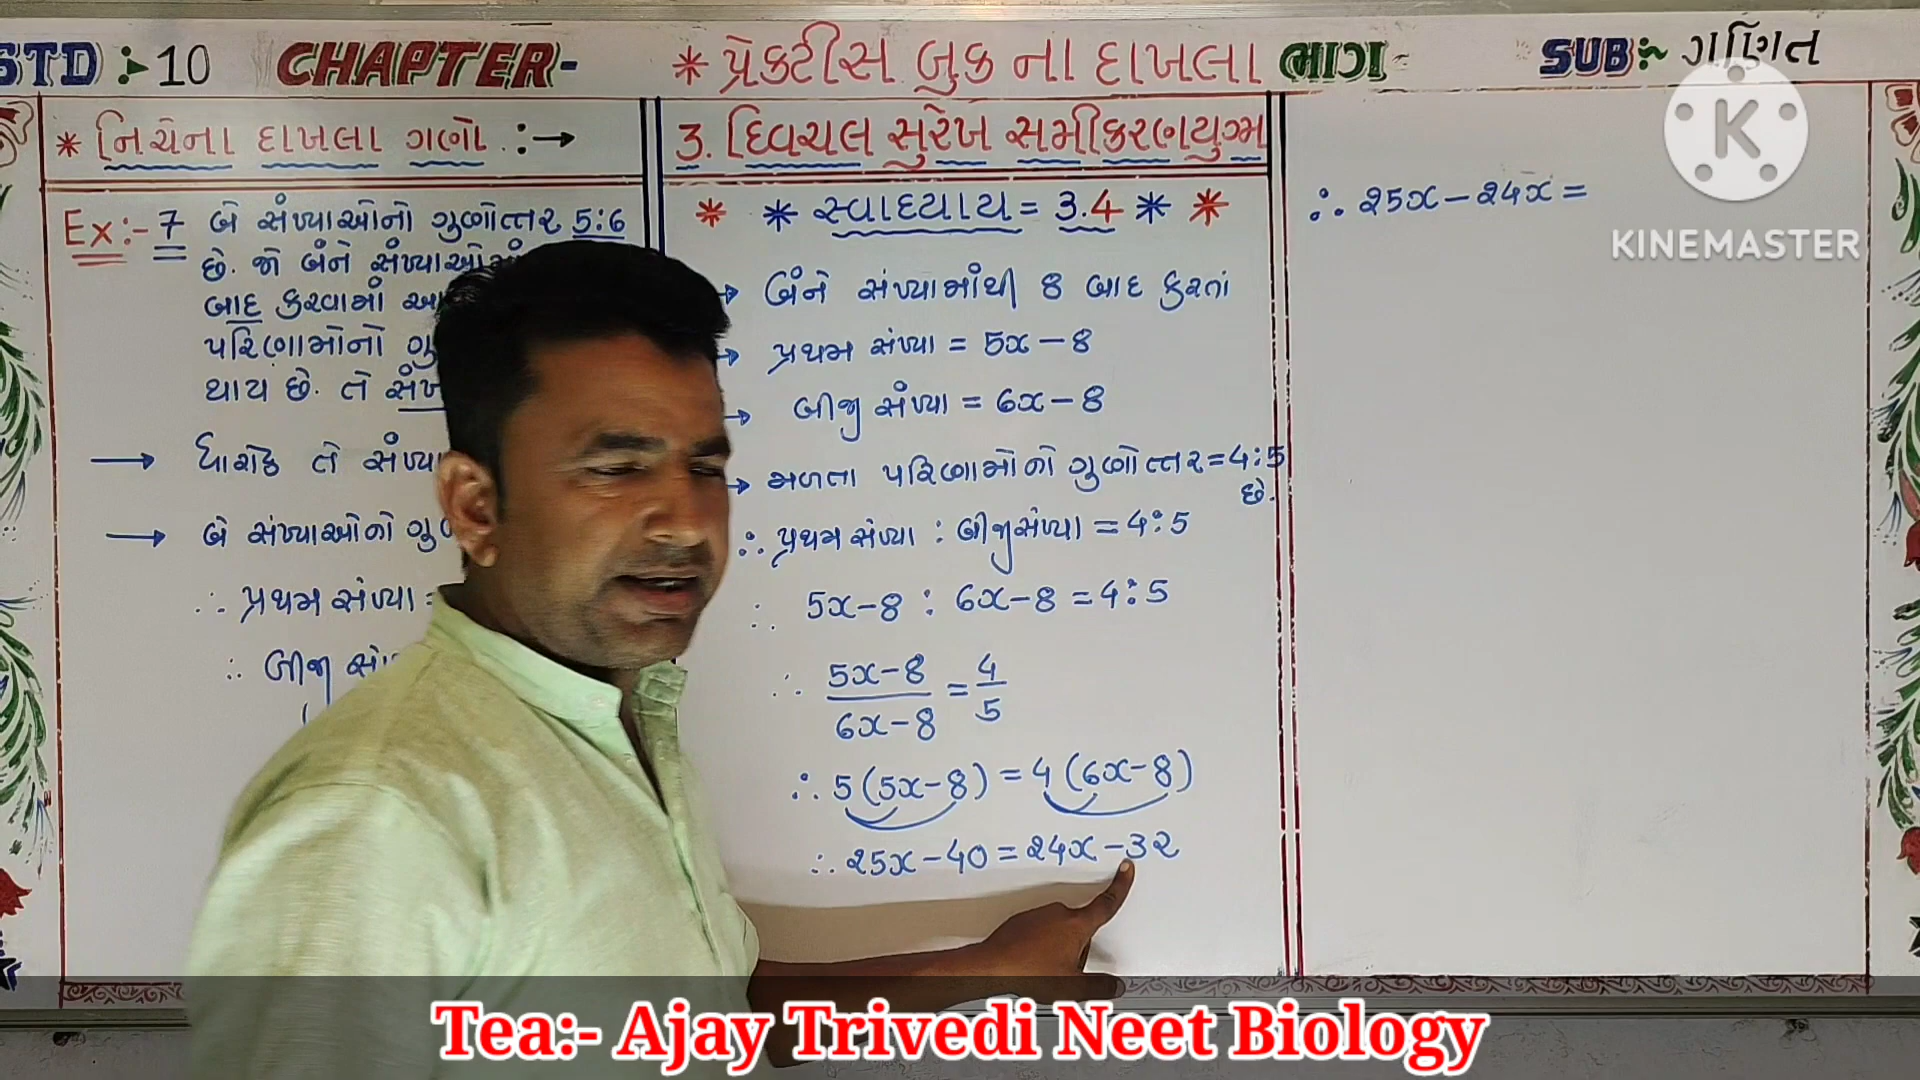 STD :- 10 CHAPTER- * પ્રેક્ટીસ બુક ના દાખલા ભાગ- SUB:~ ગણિત
* નિચેના દાખલા ગણો :→
Ex:- 7 બે સંખ્યાઓનો ગુણોત્તર 5:6
છે. જો બંને સંખ્યાઓમાં
બાદ કરવામાં
પરિણામોનો
થાય છે. તે
→ ધારોકે તે
→ બે સંખ્યાઓનો
∴ પ્રથમ સંખ્યા =
∴ બીજી
3. દ્વિચલ સુરેખ સમીકરણયુગ્મ
* * સ્વાધ્યાય = 3.4 * *
→ બંને સંખ્યામાંથી 8 બાદ કરતાં
→ પ્રથમ સંખ્યા = 5x-8
→ બીજી સંખ્યા = 6x-8
→ મળતા પરિણામોનો ગુણોત્તર = 4:5
છે.
∴ પ્રથમ સંખ્યા : બીજી સંખ્યા = 4:5
∴ 5x-8 : 6x-8 = 4:5
∴ 5x-8 / 6x-8 = 4 / 5
∴ 5(5x-8) = 4(6x-8)
∴ 25x-40 = 24x-32
∴ 25x-24x =
K
KINEMASTER
Tea:- Ajay Trivedi Neet Biology